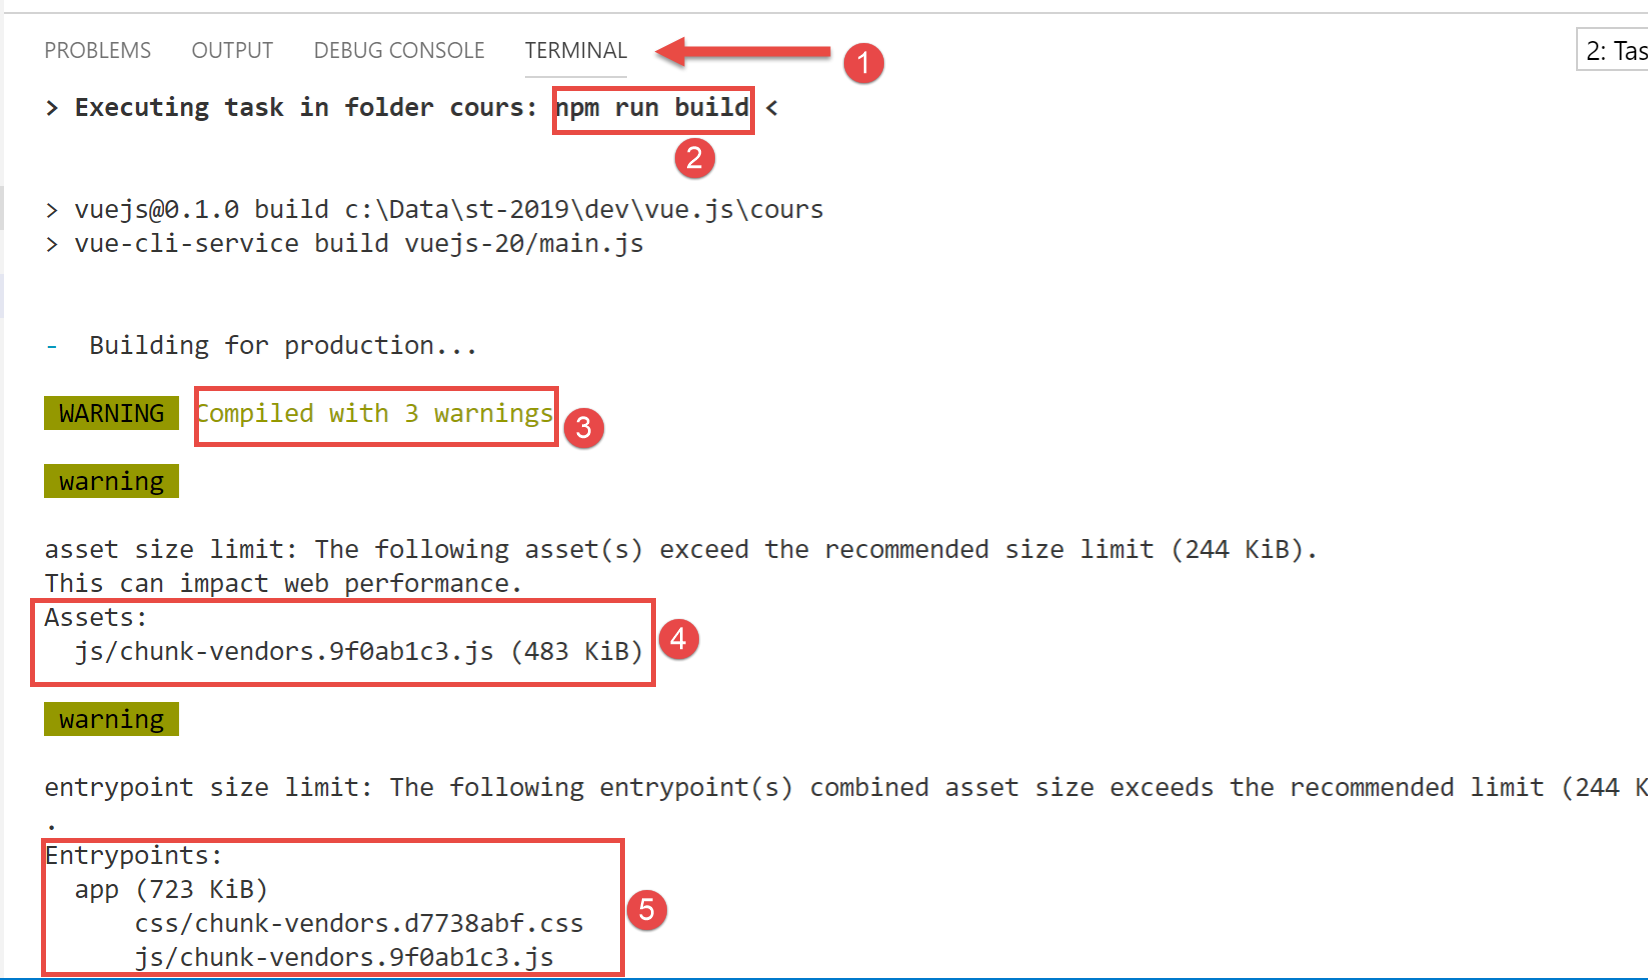 PROBLEMS OUTPUT DEBUG CONSOLE TERMINAL 1 2: Tas
> Executing task in folder cours: npm run build <
2
> vuejs@0.1.0 build c:\Data\st-2019\dev\vue.js\cours
> vue-cli-service build vuejs-20/main.js
- Building for production...
WARNING Compiled with 3 warnings 3
warning
asset size limit: The following asset(s) exceed the recommended size limit (244 KiB).
This can impact web performance.
Assets:
js/chunk-vendors.9f0ab1c3.js (483 KiB) 4
warning
entrypoint size limit: The following entrypoint(s) combined asset size exceeds the recommended limit (244 K
.
Entrypoints:
app (723 KiB)
css/chunk-vendors.d7738abf.css 5
js/chunk-vendors.9f0ab1c3.js